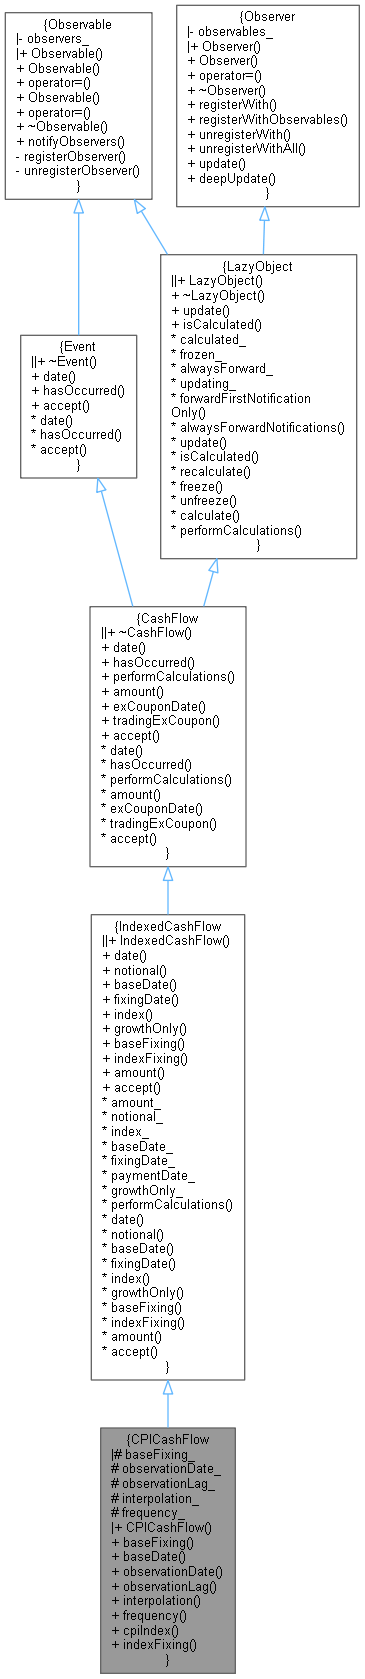 {Observable
|- observers_
|+ Observable()
+ Observable()
+ operator=()
+ Observable()
+ operator=()
+ ~Observable()
+ notifyObservers()
- registerObserver()
- unregisterObserver()
}
{Observer
|- observables_
|+ Observer()
+ Observer()
+ operator=()
+ ~Observer()
+ registerWith()
+ registerWithObservables()
+ unregisterWith()
+ unregisterWithAll()
+ update()
+ deepUpdate()
}
{LazyObject
||+ LazyObject()
+ ~LazyObject()
+ update()
+ isCalculated()
* calculated_
* frozen_
* alwaysForward_
* updating_
* forwardFirstNotification
Only()
* alwaysForwardNotifications()
* update()
* isCalculated()
* recalculate()
* freeze()
* unfreeze()
* calculate()
* performCalculations()
}
{Event
||+ ~Event()
+ date()
+ hasOccurred()
+ accept()
* date()
* hasOccurred()
* accept()
}
{CashFlow
||+ ~CashFlow()
+ date()
+ hasOccurred()
+ performCalculations()
+ amount()
+ exCouponDate()
+ tradingExCoupon()
+ accept()
* date()
* hasOccurred()
* performCalculations()
* amount()
* exCouponDate()
* tradingExCoupon()
* accept()
}
{IndexedCashFlow
||+ IndexedCashFlow()
+ date()
+ notional()
+ baseDate()
+ fixingDate()
+ index()
+ growthOnly()
+ baseFixing()
+ indexFixing()
+ amount()
+ accept()
* amount_
* notional_
* index_
* baseDate_
* fixingDate_
* paymentDate_
* growthOnly_
* performCalculations()
* date()
* notional()
* baseDate()
* fixingDate()
* index()
* growthOnly()
* baseFixing()
* indexFixing()
* amount()
* accept()
}
{CPICashFlow
|# baseFixing_
# observationDate_
# observationLag_
# interpolation_
# frequency_
|+ CPICashFlow()
+ baseFixing()
+ baseDate()
+ observationDate()
+ observationLag()
+ interpolation()
+ frequency()
+ cpiIndex()
+ indexFixing()
}